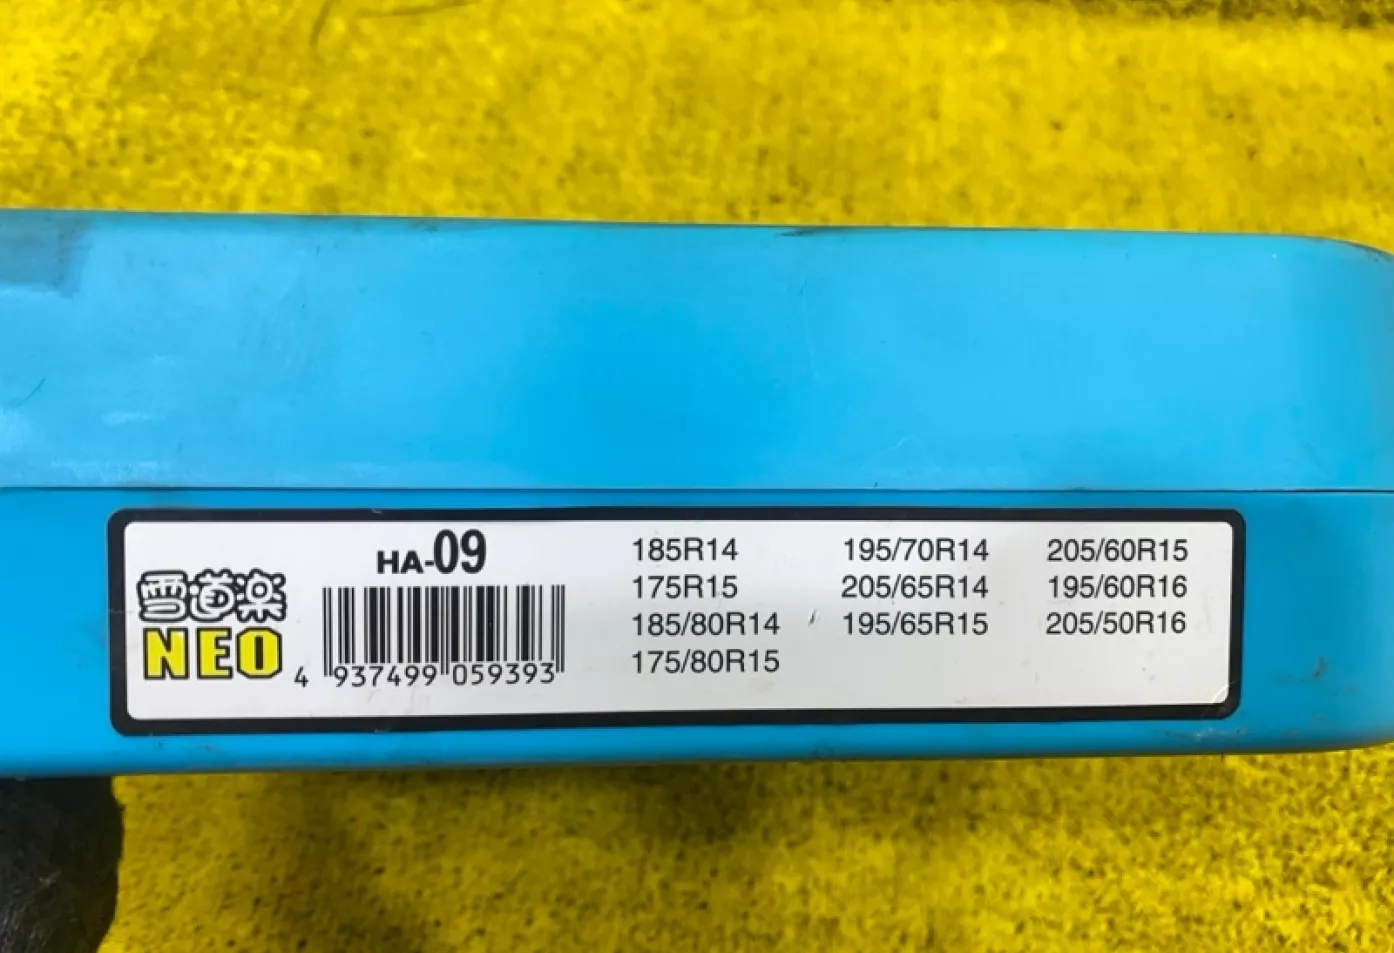 雪道楽
NEO
HA-09
4 937499 059393
185R14
175R15
185/80R14
175/80R15
195/70R14
205/65R14
195/65R15
205/60R15
195/60R16
205/50R16